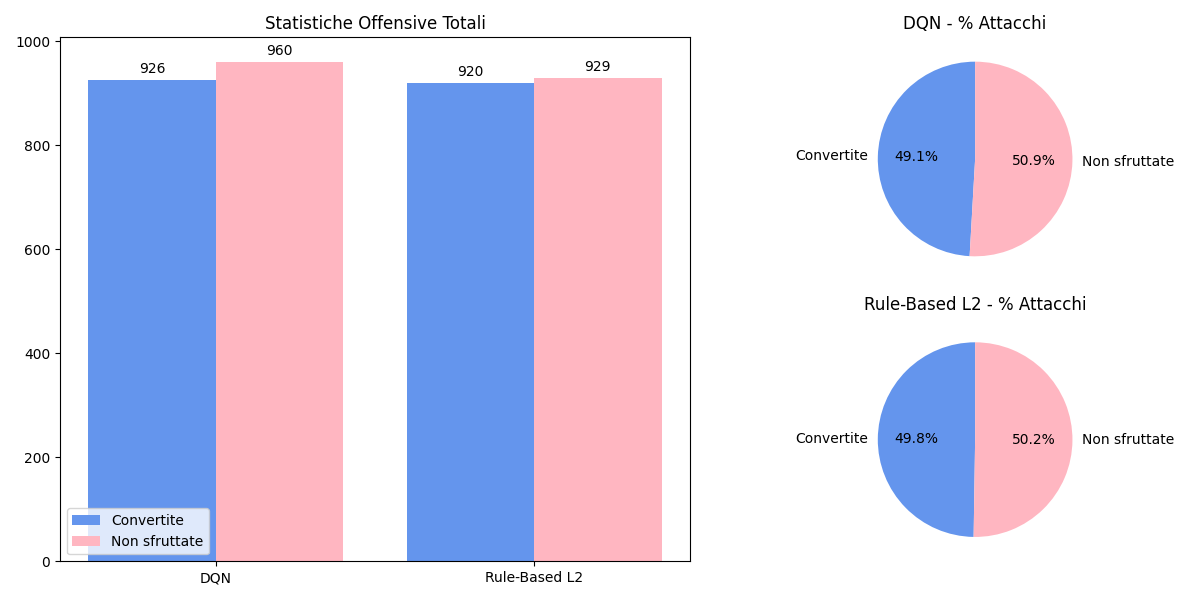 Statistiche Offensive Totali
1000
800
600
400
200
0
926
960
920
929
Convertite
Non sfruttate
DQN
Rule-Based L2
DQN - % Attacchi
Convertite
49.1%
50.9%
Non sfruttate
Rule-Based L2 - % Attacchi
Convertite
49.8%
50.2%
Non sfruttate